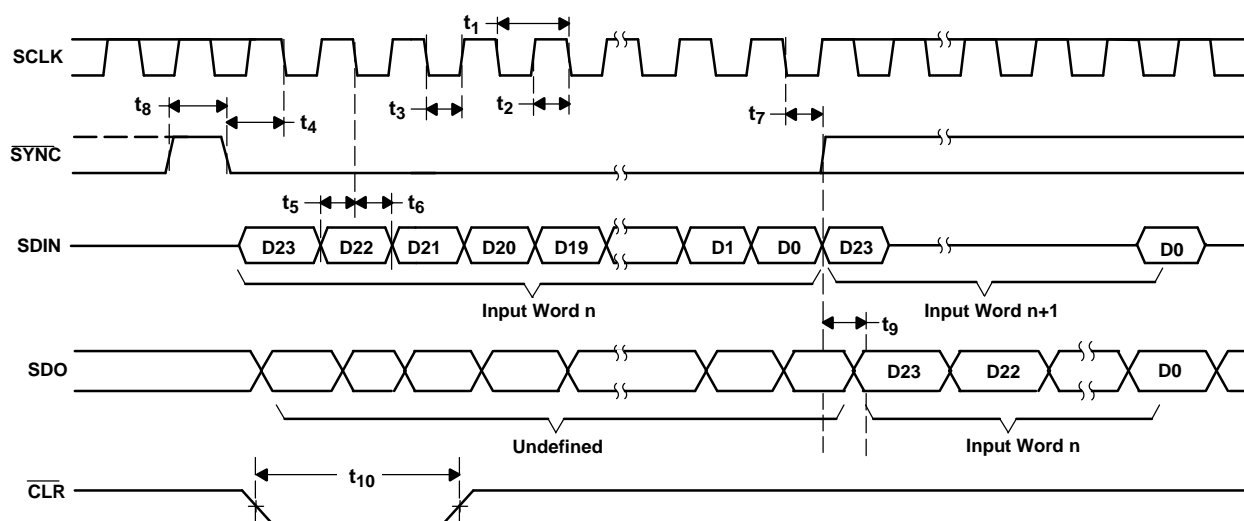 t1
SCLK
t8
t4
t3
t2
t7
SYNC
t5
t6
SDIN
D23
D22
D21
D20
D19
D1
D0
D23
D0
Input Word n
Input Word n+1
t9
SDO
D23
D22
D0
Undefined
Input Word n
CLR
t10